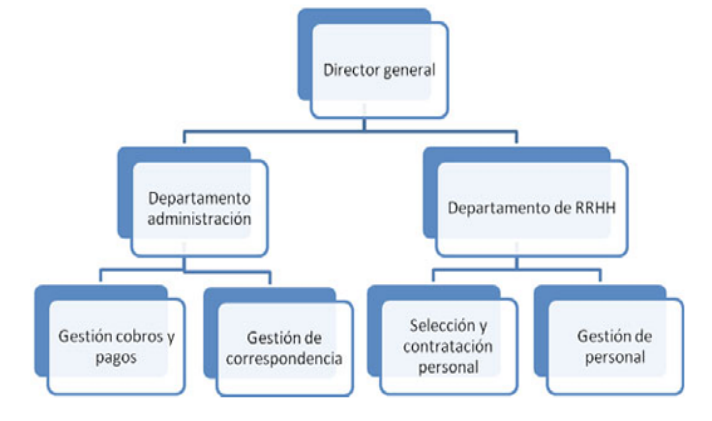 Director general
Departamento
administración
Departamento de RRHH
Gestión cobros y
pagos
Gestión de
correspondencia
Selección y
contratación
personal
Gestión de
personal